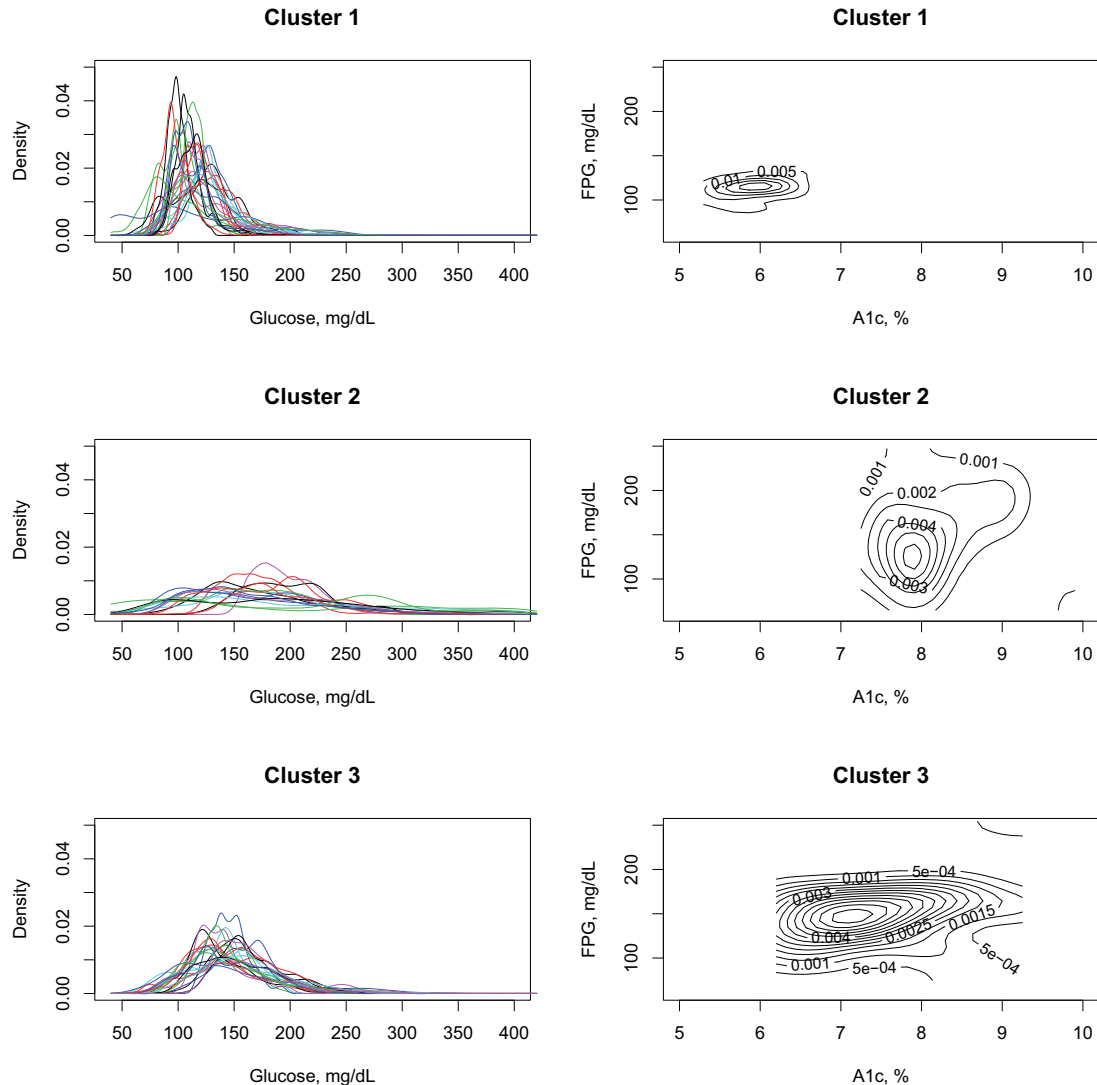 Cluster 1
Cluster 1
Density
0.00 0.02 0.04
50 100 150 200 250 300 350 400
Glucose, mg/dL
FPG, mg/dL
100 200
0.01 0.005
5 6 7 8 9 10
A1c, %
Cluster 2
Cluster 2
Density
0.00 0.02 0.04
50 100 150 200 250 300 350 400
Glucose, mg/dL
FPG, mg/dL
100 200
0.001 0.001
0.002
0.004
0.003
5 6 7 8 9 10
A1c, %
Cluster 3
Cluster 3
Density
0.00 0.02 0.04
50 100 150 200 250 300 350 400
Glucose, mg/dL
FPG, mg/dL
100 200
0.001 5e−04
0.003
0.0015
0.004 0.0025
0.001 5e−04 5e−04
5 6 7 8 9 10
A1c, %